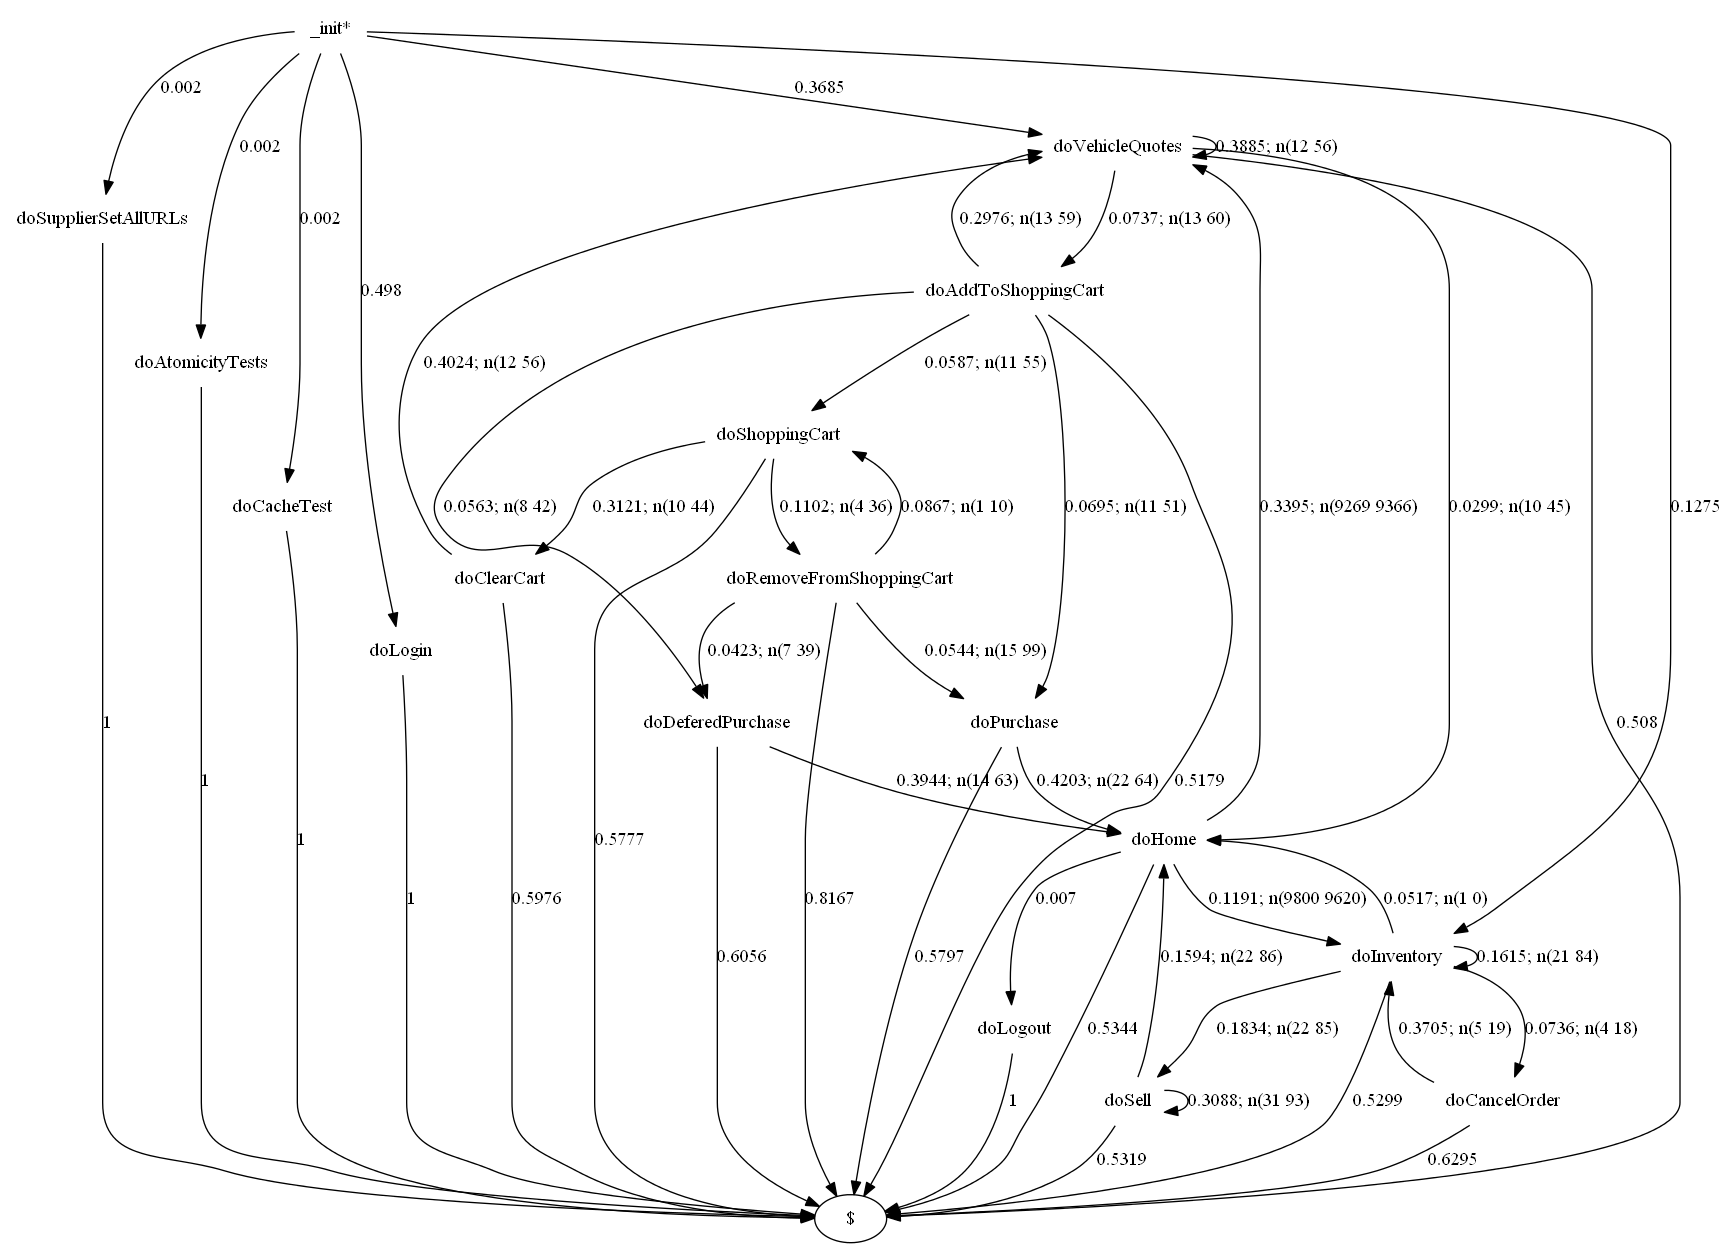 _init*
0.002
0.3685
0.002
doVehicleQuotes
0.3885; n(12 56)
doSupplierSetAllURLs
0.002
0.2976; n(13 59)
0.0737; n(13 60)
0.498
doAddToShoppingCart
doAtomicityTests
0.4024; n(12 56)
0.0587; n(11 55)
doShoppingCart
doCacheTest
0.0563; n(8 42)
0.3121; n(10 44)
0.1102; n(4 36)
0.0867; n(1 10)
0.0695; n(11 51)
0.3395; n(9269 9366)
0.0299; n(10 45)
0.1275
doClearCart
doRemoveFromShoppingCart
doLogin
0.0423; n(7 39)
0.0544; n(15 99)
1
doDeferedPurchase
doPurchase
0.508
1
0.3944; n(14 63)
0.4203; n(22 64)
0.5179
1
0.5777
doHome
1
0.5976
0.8167
0.007
0.1191; n(9800 9620)
0.0517; n(1 0)
0.6056
0.5797
0.1594; n(22 86)
doInventory
0.1615; n(21 84)
doLogout
0.5344
0.1834; n(22 85)
0.3705; n(5 19)
0.0736; n(4 18)
1
doSell
0.3088; n(31 93)
0.5299
doCancelOrder
0.5319
0.6295
$